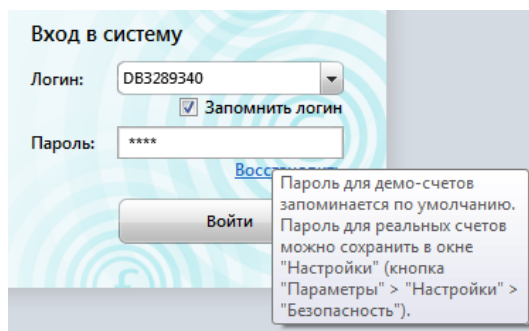 Вход в систему
Логин: DB3289340
Запомнить логин
Пароль: ****
Пароль для демо-счетов
запоминается по умолчанию.
Пароль для реальных счетов
можно сохранить в окне
"Настройки" (кнопка
"Параметры" > "Настройки" >
"Безопасность").
Войти